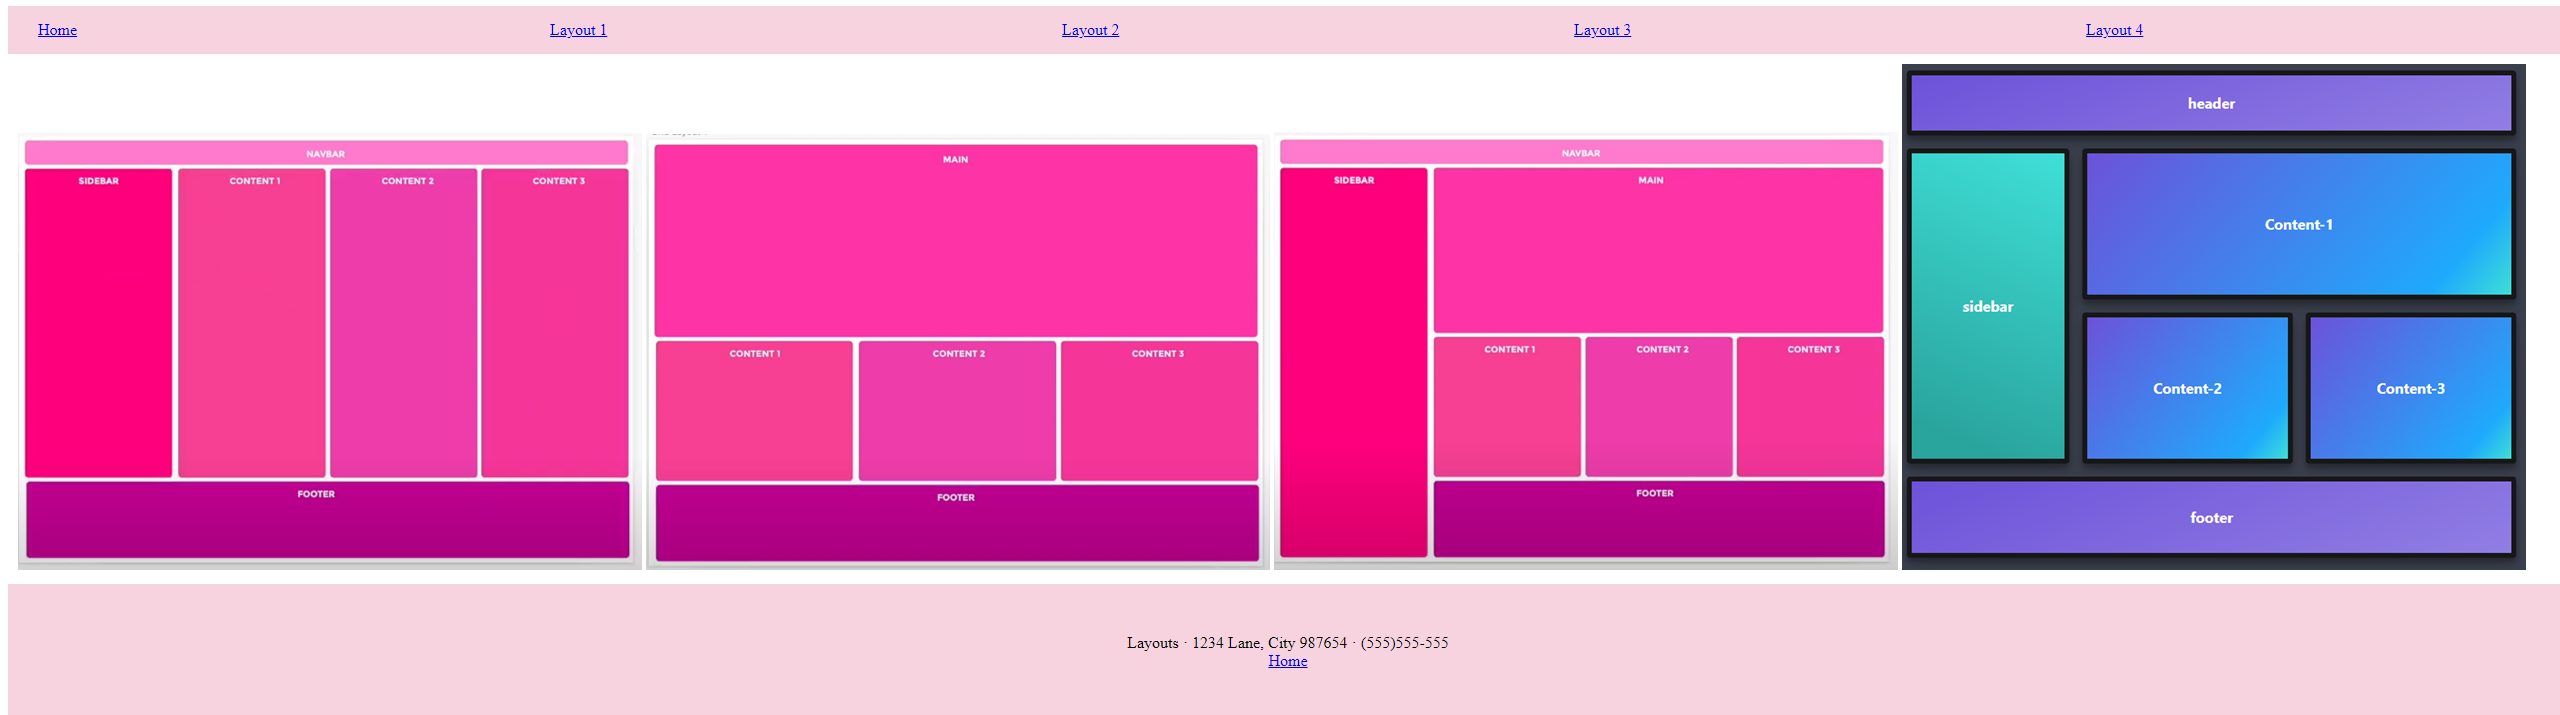 Home Layout 1 Layout 2 Layout 3 Layout 4
NAVBAR
SIDEBAR CONTENT 1 CONTENT 2 CONTENT 3
FOOTER
MAIN
CONTENT 1 CONTENT 2 CONTENT 3
FOOTER
NAVBAR
SIDEBAR MAIN
CONTENT 1 CONTENT 2 CONTENT 3
FOOTER
header
sidebar
Content-1
Content-2 Content-3
footer
Layouts · 1234 Lane, City 987654 · (555)555-555
Home